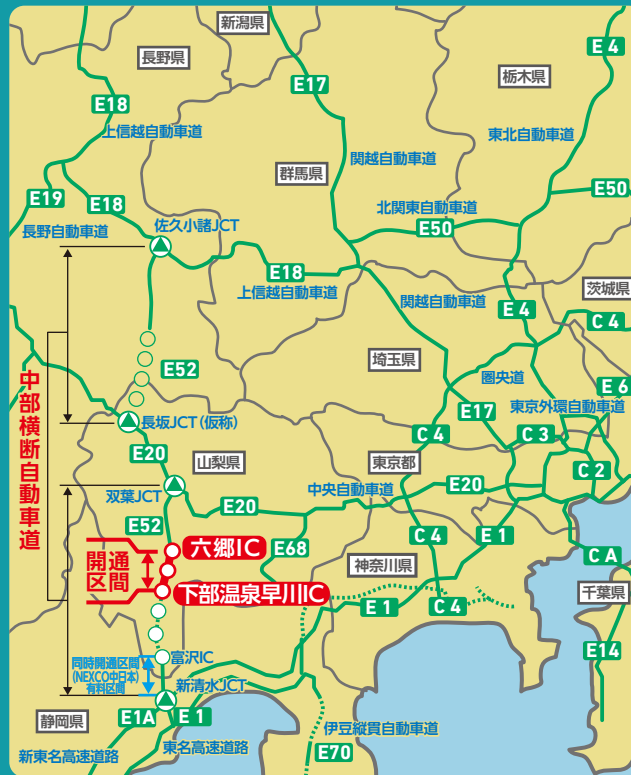 新潟県
長野県
E4
E17
栃木県
E18
上信越自動車道
東北自動車道
関越自動車道
群馬県
E50
E19
E18
北関東自動車道
E50
長野自動車道
佐久小諸JCT
E18
茨城県
上信越自動車道
関越自動車道
E4
C4
埼玉県
E52
圏央道
E6
中部横断自動車道
E17
東京外環自動車道
長坂JCT(仮称)
C4
C3
E20
山梨県
東京都
C2
双葉JCT
中央自動車道
E20
E20
E52
C4
E1
六郷IC
E68
開通
区間
CA
神奈川県
下部温泉早川IC
千葉県
E1
C4
E14
同時開通区間
(NEXCO中日本)
有料区間
富沢IC
新清水JCT
静岡県
E1A
E1
伊豆縦貫自動車道
新東名高速道路
東名高速道路
E70